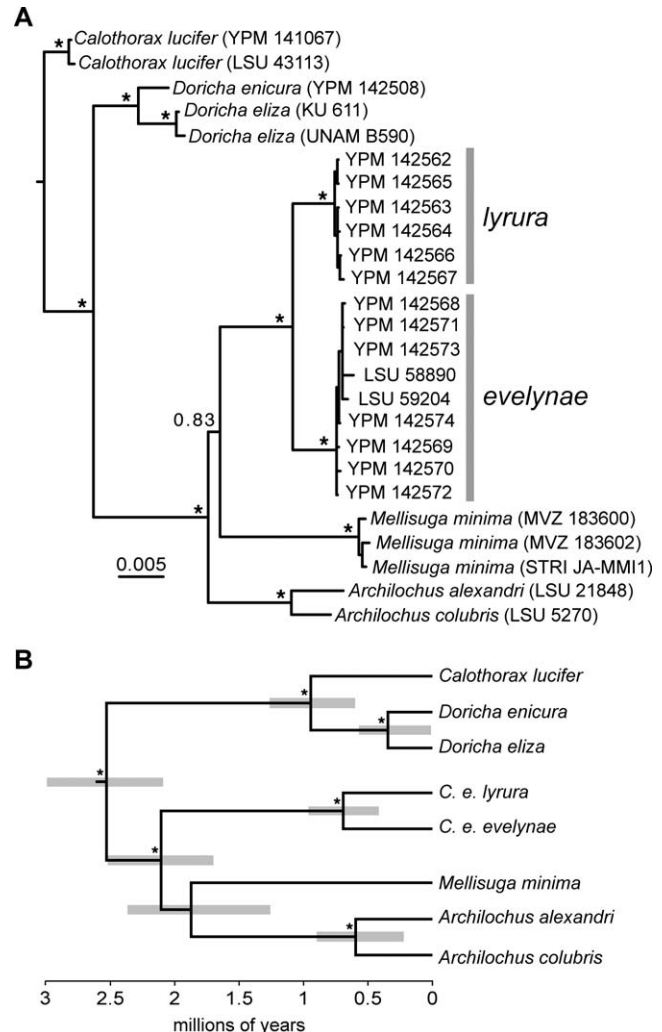 A
* Calothorax lucifer (YPM 141067)
Calothorax lucifer (LSU 43113)
* Doricha enicura (YPM 142508)
* Doricha eliza (KU 611)
Doricha eliza (UNAM B590)
YPM 142562
* YPM 142565
YPM 142563
lyrura
YPM 142564
YPM 142566
YPM 142567
*
* YPM 142568
YPM 142571
YPM 142573
LSU 58890
evelynae
LSU 59204
0.83
YPM 142574
* YPM 142569
YPM 142570
YPM 142572
*
* Mellisuga minima (MVZ 183600)
Mellisuga minima (MVZ 183602)
0.005
Mellisuga minima (STRI JA-MMI1)
* Archilochus alexandri (LSU 21848)
Archilochus colubris (LSU 5270)
B
* Calothorax lucifer
* Doricha enicura
Doricha eliza
*
* C. e. lyrura
C. e. evelynae
*
Mellisuga minima
* Archilochus alexandri
Archilochus colubris
3 2.5 2 1.5 1 0.5 0
millions of years